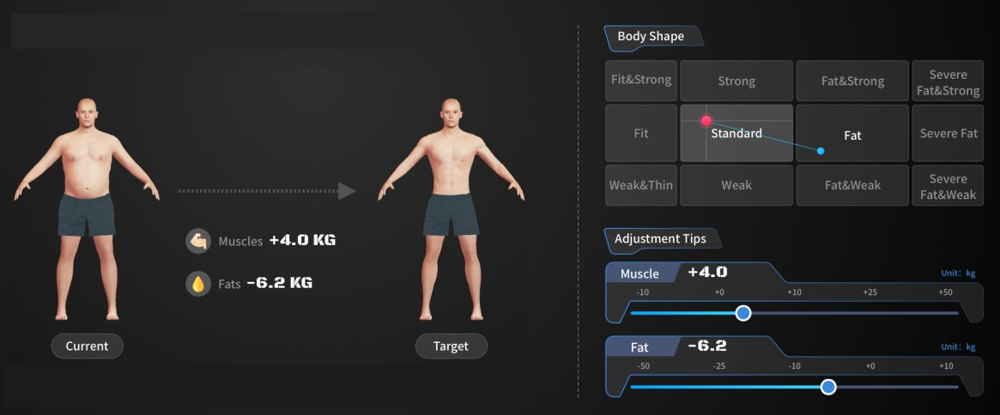 Body Shape
Fit&Strong
Strong
Fat&Strong
Severe
Fat&Strong
Fit
Standard
Fat
Severe Fat
Weak&Thin
Weak
Fat&Weak
Severe
Fat&Weak
Muscles +4.0 KG
Fats -6.2 KG
Current
Target
Adjustment Tips
Muscle +4.0 Unit: kg
-10 +0 +10 +25 +50
Fat -6.2 Unit: kg
-50 -25 -10 +0 +10